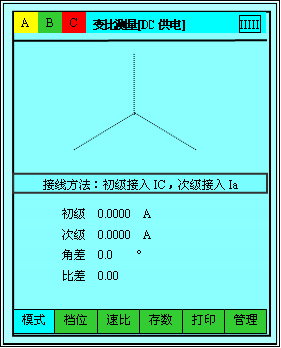 A B C 变比测量[DC供电]
接线方法：初级接入 IC，次级接入 Ia
初级 0.0000 A
次级 0.0000 A
角差 0.0 °
比差 0.00
模式 档位 速比 存数 打印 管理